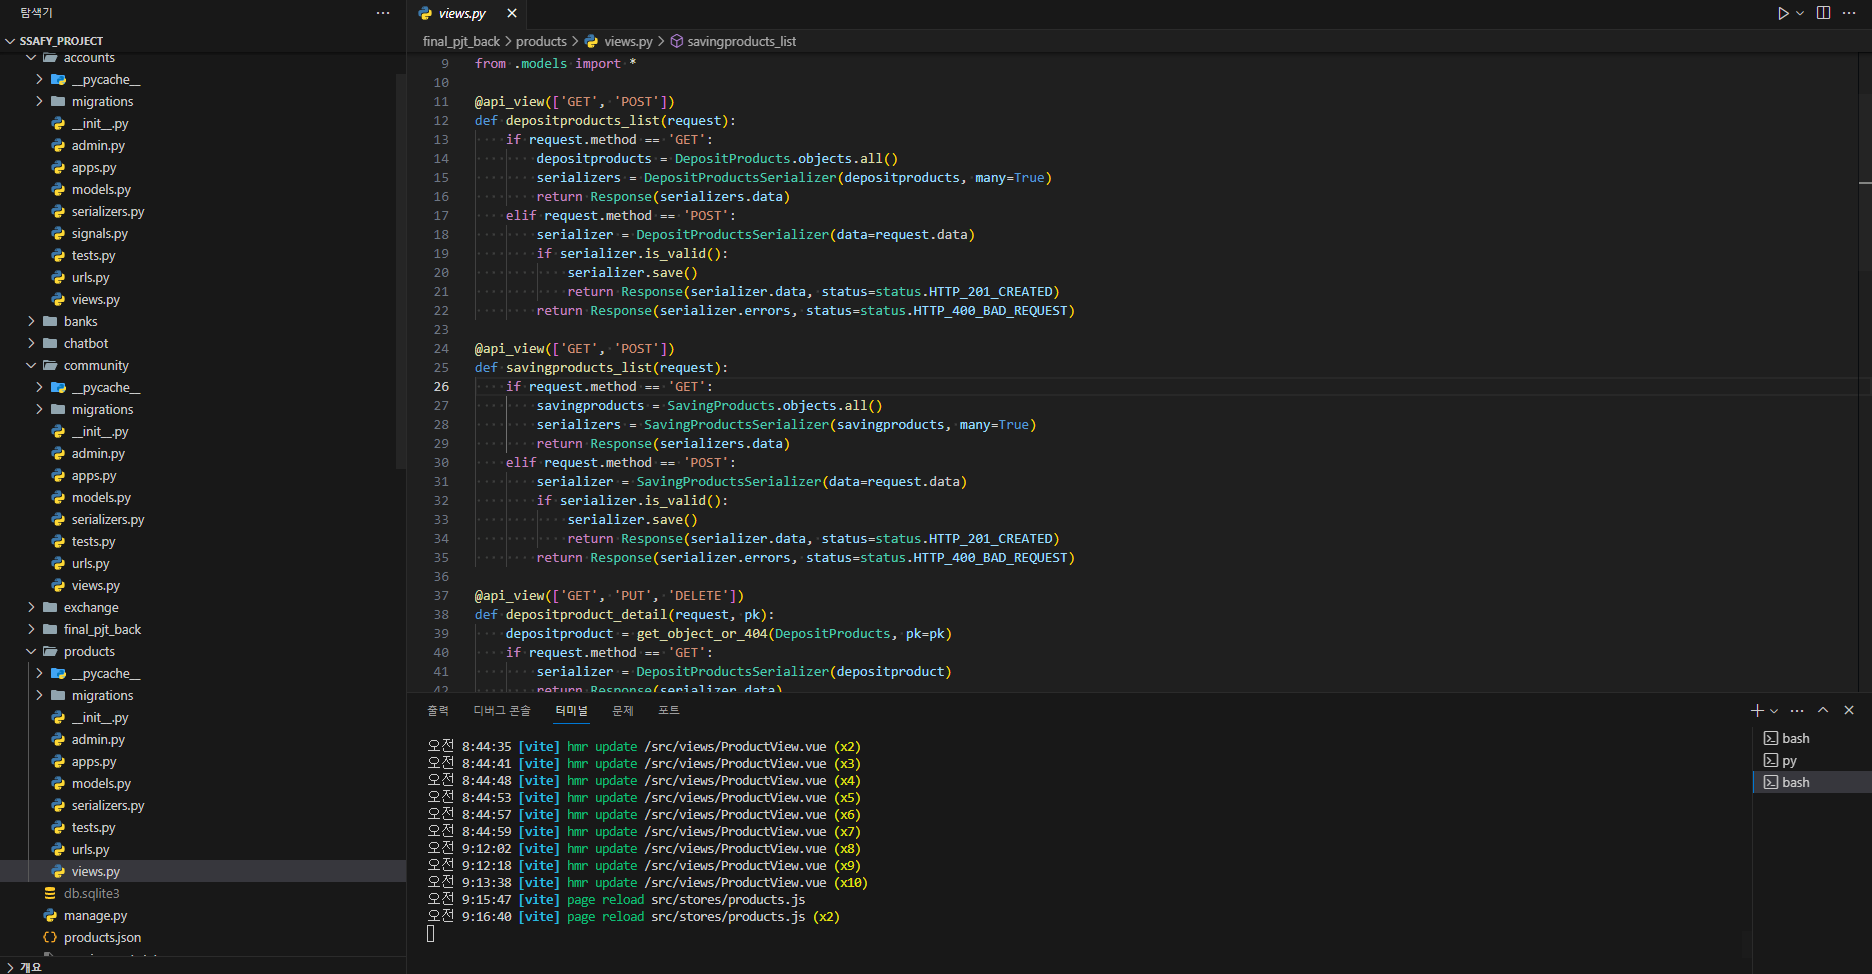 탐색기
SSAFY_PROJECT
accounts
__pycache__
migrations
__init__.py
admin.py
apps.py
models.py
serializers.py
signals.py
tests.py
urls.py
views.py
banks
chatbot
community
__pycache__
migrations
__init__.py
admin.py
apps.py
models.py
serializers.py
tests.py
urls.py
views.py
exchange
final_pjt_back
products
__pycache__
migrations
__init__.py
admin.py
apps.py
models.py
serializers.py
tests.py
urls.py
views.py
db.sqlite3
manage.py
products.json
개요
views.py
final_pjt_back > products > views.py > savingproducts_list
9 from .models import *
10
11 @api_view(['GET', 'POST'])
12 def depositproducts_list(request):
13     if request.method == 'GET':
14         depositproducts = DepositProducts.objects.all()
15         serializers = DepositProductsSerializer(depositproducts, many=True)
16         return Response(serializers.data)
17     elif request.method == 'POST':
18         serializer = DepositProductsSerializer(data=request.data)
19         if serializer.is_valid():
20             serializer.save()
21             return Response(serializer.data, status=status.HTTP_201_CREATED)
22         return Response(serializer.errors, status=status.HTTP_400_BAD_REQUEST)
23
24 @api_view(['GET', 'POST'])
25 def savingproducts_list(request):
26     if request.method == 'GET':
27         savingproducts = SavingProducts.objects.all()
28         serializers = SavingProductsSerializer(savingproducts, many=True)
29         return Response(serializers.data)
30     elif request.method == 'POST':
31         serializer = SavingProductsSerializer(data=request.data)
32         if serializer.is_valid():
33             serializer.save()
34             return Response(serializer.data, status=status.HTTP_201_CREATED)
35         return Response(serializer.errors, status=status.HTTP_400_BAD_REQUEST)
36
37 @api_view(['GET', 'PUT', 'DELETE'])
38 def depositproduct_detail(request, pk):
39     depositproduct = get_object_or_404(DepositProducts, pk=pk)
40     if request.method == 'GET':
41         serializer = DepositProductsSerializer(depositproduct)
42         return Response(serializer.data)
출력 디버그 콘솔 터미널 문제 포트
오전 8:44:35 [vite] hmr update /src/views/ProductView.vue (x2)
오전 8:44:41 [vite] hmr update /src/views/ProductView.vue (x3)
오전 8:44:48 [vite] hmr update /src/views/ProductView.vue (x4)
오전 8:44:53 [vite] hmr update /src/views/ProductView.vue (x5)
오전 8:44:57 [vite] hmr update /src/views/ProductView.vue (x6)
오전 8:44:59 [vite] hmr update /src/views/ProductView.vue (x7)
오전 9:12:02 [vite] hmr update /src/views/ProductView.vue (x8)
오전 9:12:18 [vite] hmr update /src/views/ProductView.vue (x9)
오전 9:13:38 [vite] hmr update /src/views/ProductView.vue (x10)
오전 9:15:47 [vite] page reload src/stores/products.js
오전 9:16:40 [vite] page reload src/stores/products.js (x2)
bash
py
bash